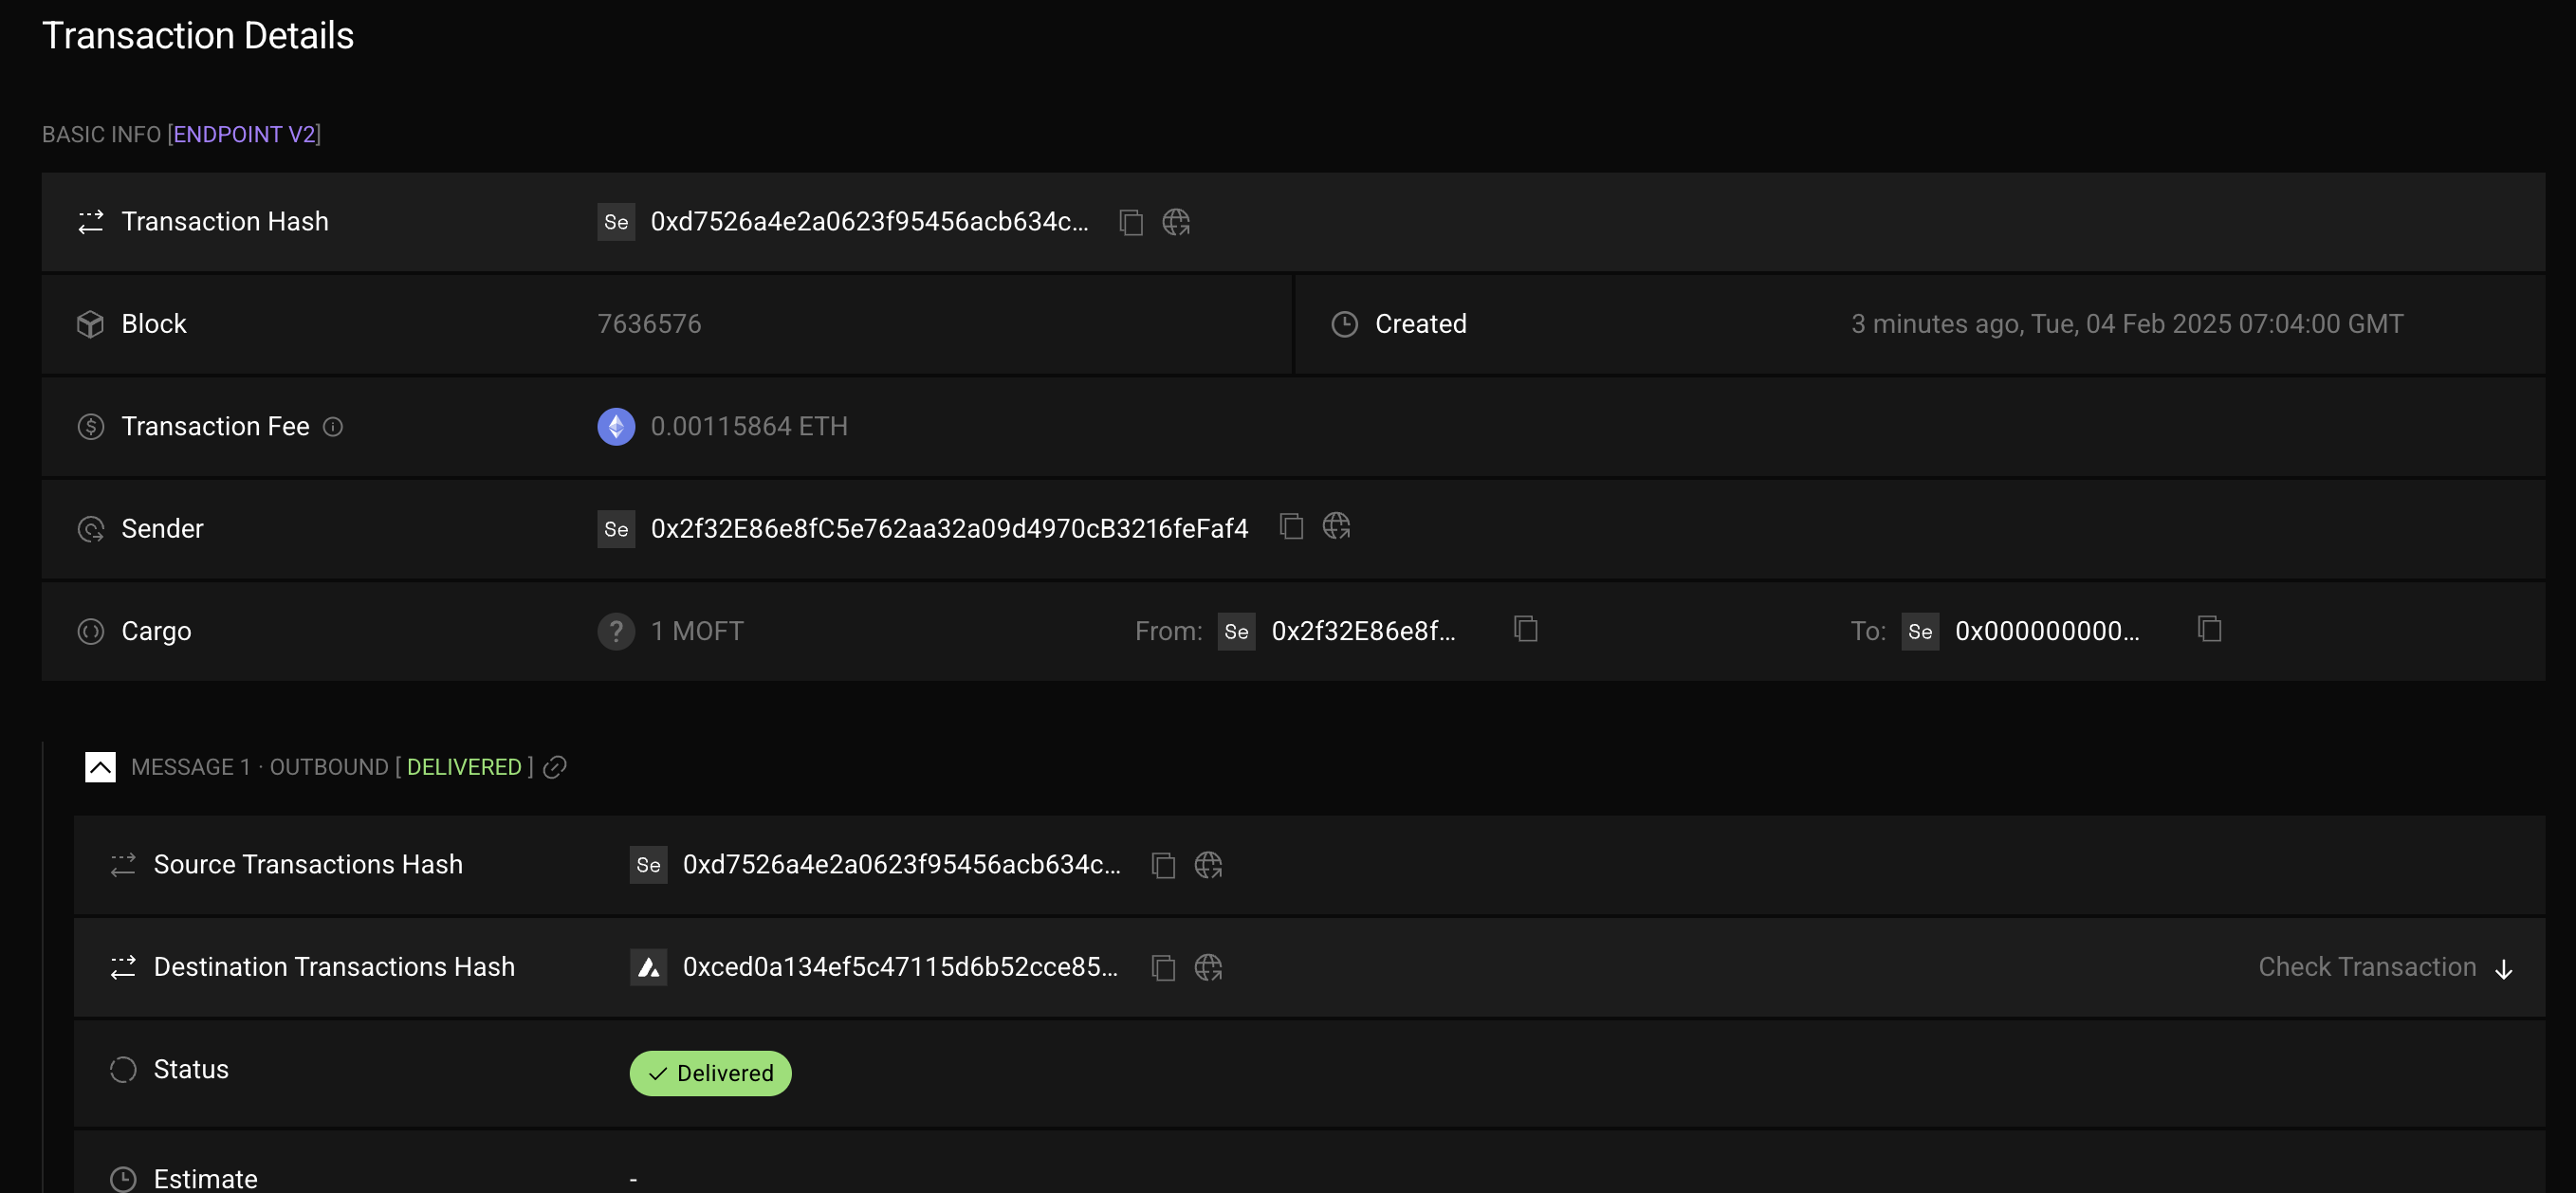 Transaction Details
BASIC INFO [ENDPOINT V2]
Transaction Hash Se 0xd7526a4e2a0623f95456acb634c...
Block 7636576 Created 3 minutes ago, Tue, 04 Feb 2025 07:04:00 GMT
Transaction Fee 0.00115864 ETH
Sender Se 0x2f32E86e8fC5e762aa32a09d4970cB3216feFaf4
Cargo ? 1 MOFT From: Se 0x2f32E86e8f... To: Se 0x000000000...
MESSAGE 1 · OUTBOUND [ DELIVERED ]
Source Transactions Hash Se 0xd7526a4e2a0623f95456acb634c...
Destination Transactions Hash 0xced0a134ef5c47115d6b52cce85... Check Transaction
Status Delivered
Estimate -